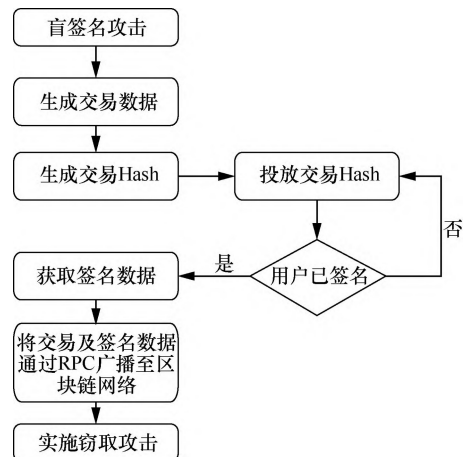 盲签名攻击
生成交易数据
生成交易Hash
投放交易Hash
否
用户已签名
是
获取签名数据
将交易及签名数据
通过RPC广播至区
块链网络
实施窃取攻击